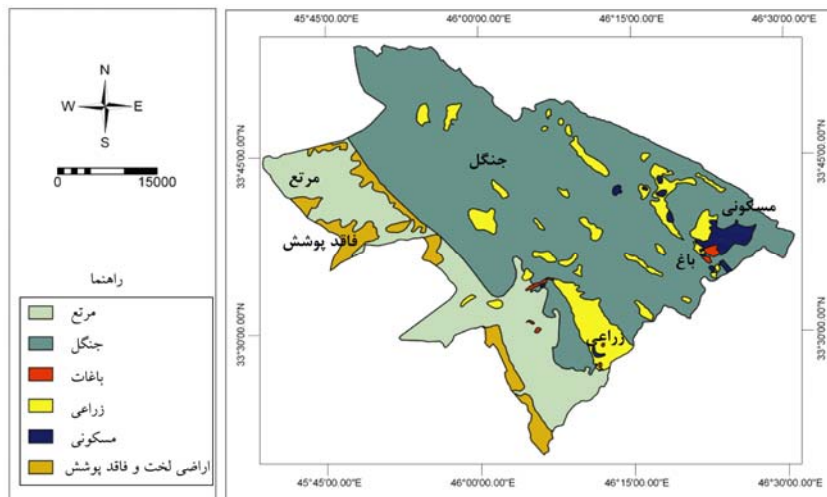 45°45'00.00"E 46°00'00.00"E 46°15'00.00"E 46°30'00.00"E
N
W E
S
0 15000
33°45'00.00"N 33°45'00.00"N
جنگل
مرتع
مسکونی
فاقد پوشش
باغ
راهنما
مرتع
جنگل
باغات
زراعی
مسکونی
اراضی لخت و فاقد پوشش
زراعی
33°30'00.00"N 33°30'00.00"N
45°45'00.00"E 46°00'00.00"E 46°15'00.00"E 46°30'00.00"E